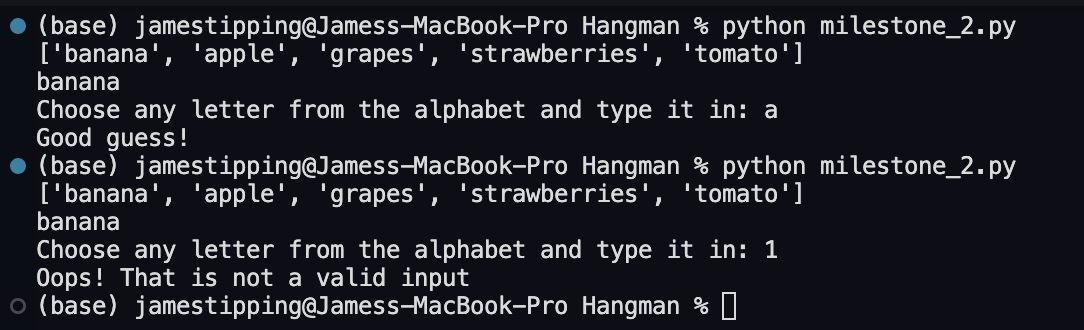 (base) jamestipping@Jamess-MacBook-Pro Hangman % python milestone_2.py
['banana', 'apple', 'grapes', 'strawberries', 'tomato']
banana
Choose any letter from the alphabet and type it in: a
Good guess!
(base) jamestipping@Jamess-MacBook-Pro Hangman % python milestone_2.py
['banana', 'apple', 'grapes', 'strawberries', 'tomato']
banana
Choose any letter from the alphabet and type it in: 1
Oops! That is not a valid input
(base) jamestipping@Jamess-MacBook-Pro Hangman %